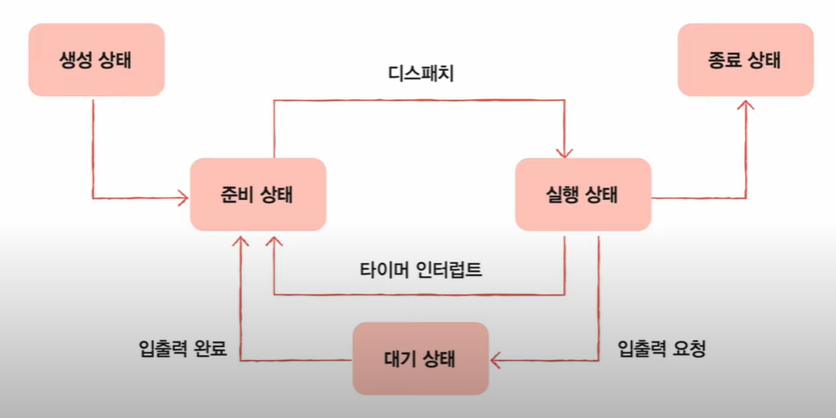 생성 상태
종료 상태
디스패치
준비 상태
실행 상태
타이머 인터럽트
입출력 완료
대기 상태
입출력 요청